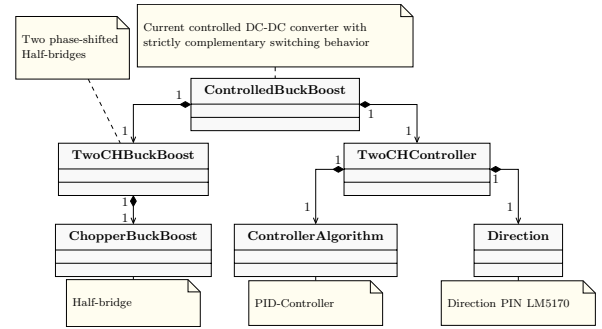 Current controlled DC-DC converter with
strictly complementary switching behavior
Two phase-shifted
Half-bridges
ControlledBuckBoost
1
1
1
1
TwoCHBuckBoost
TwoCHController
1
1
1
1
1
1
ChopperBuckBoost
ControllerAlgorithm
Direction
Half-bridge
PID-Controller
Direction PIN LM5170